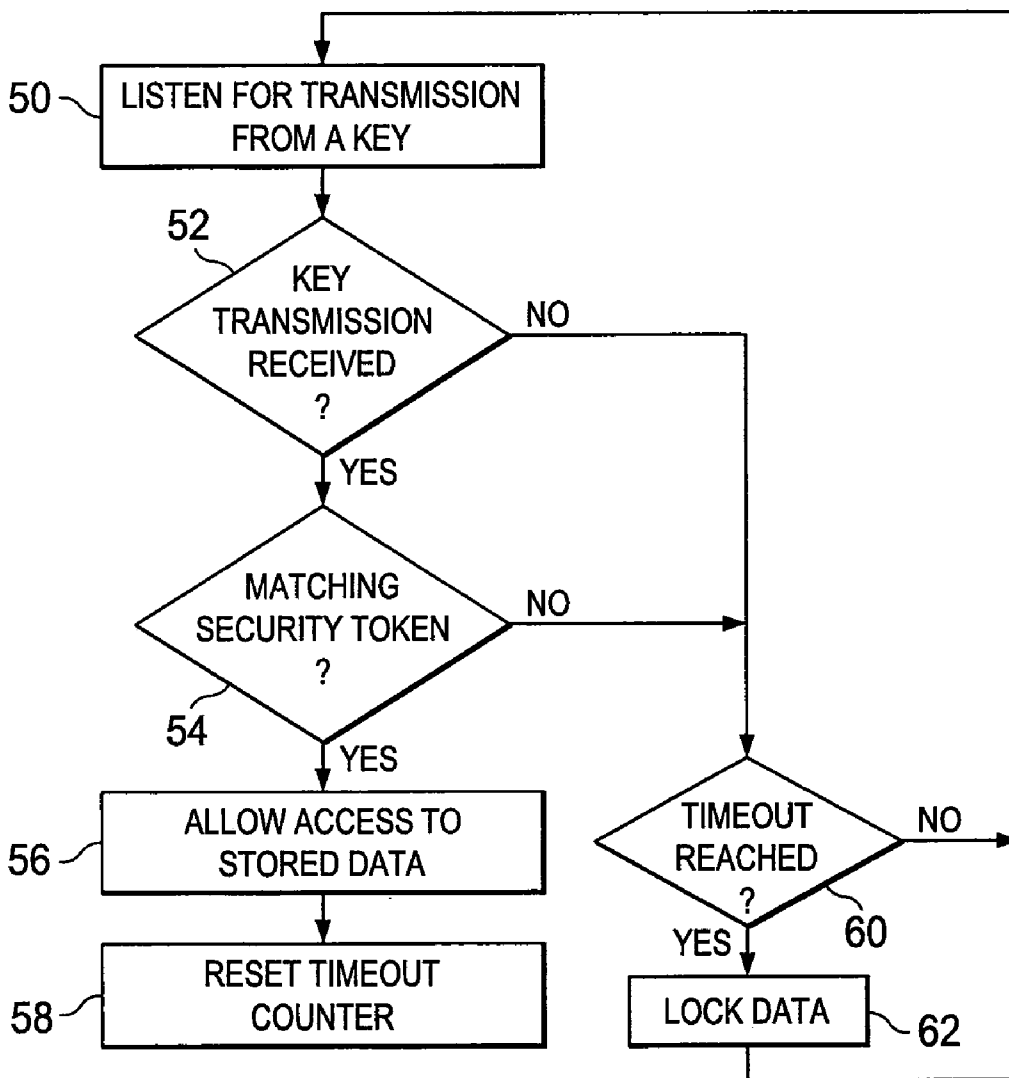 50
LISTEN FOR TRANSMISSION
FROM A KEY
52
KEY
TRANSMISSION
RECEIVED
?
NO
YES
MATCHING
SECURITY TOKEN
?
NO
54
YES
56
ALLOW ACCESS TO
STORED DATA
TIMEOUT
REACHED
?
NO
60
YES
58
RESET TIMEOUT
COUNTER
LOCK DATA
62